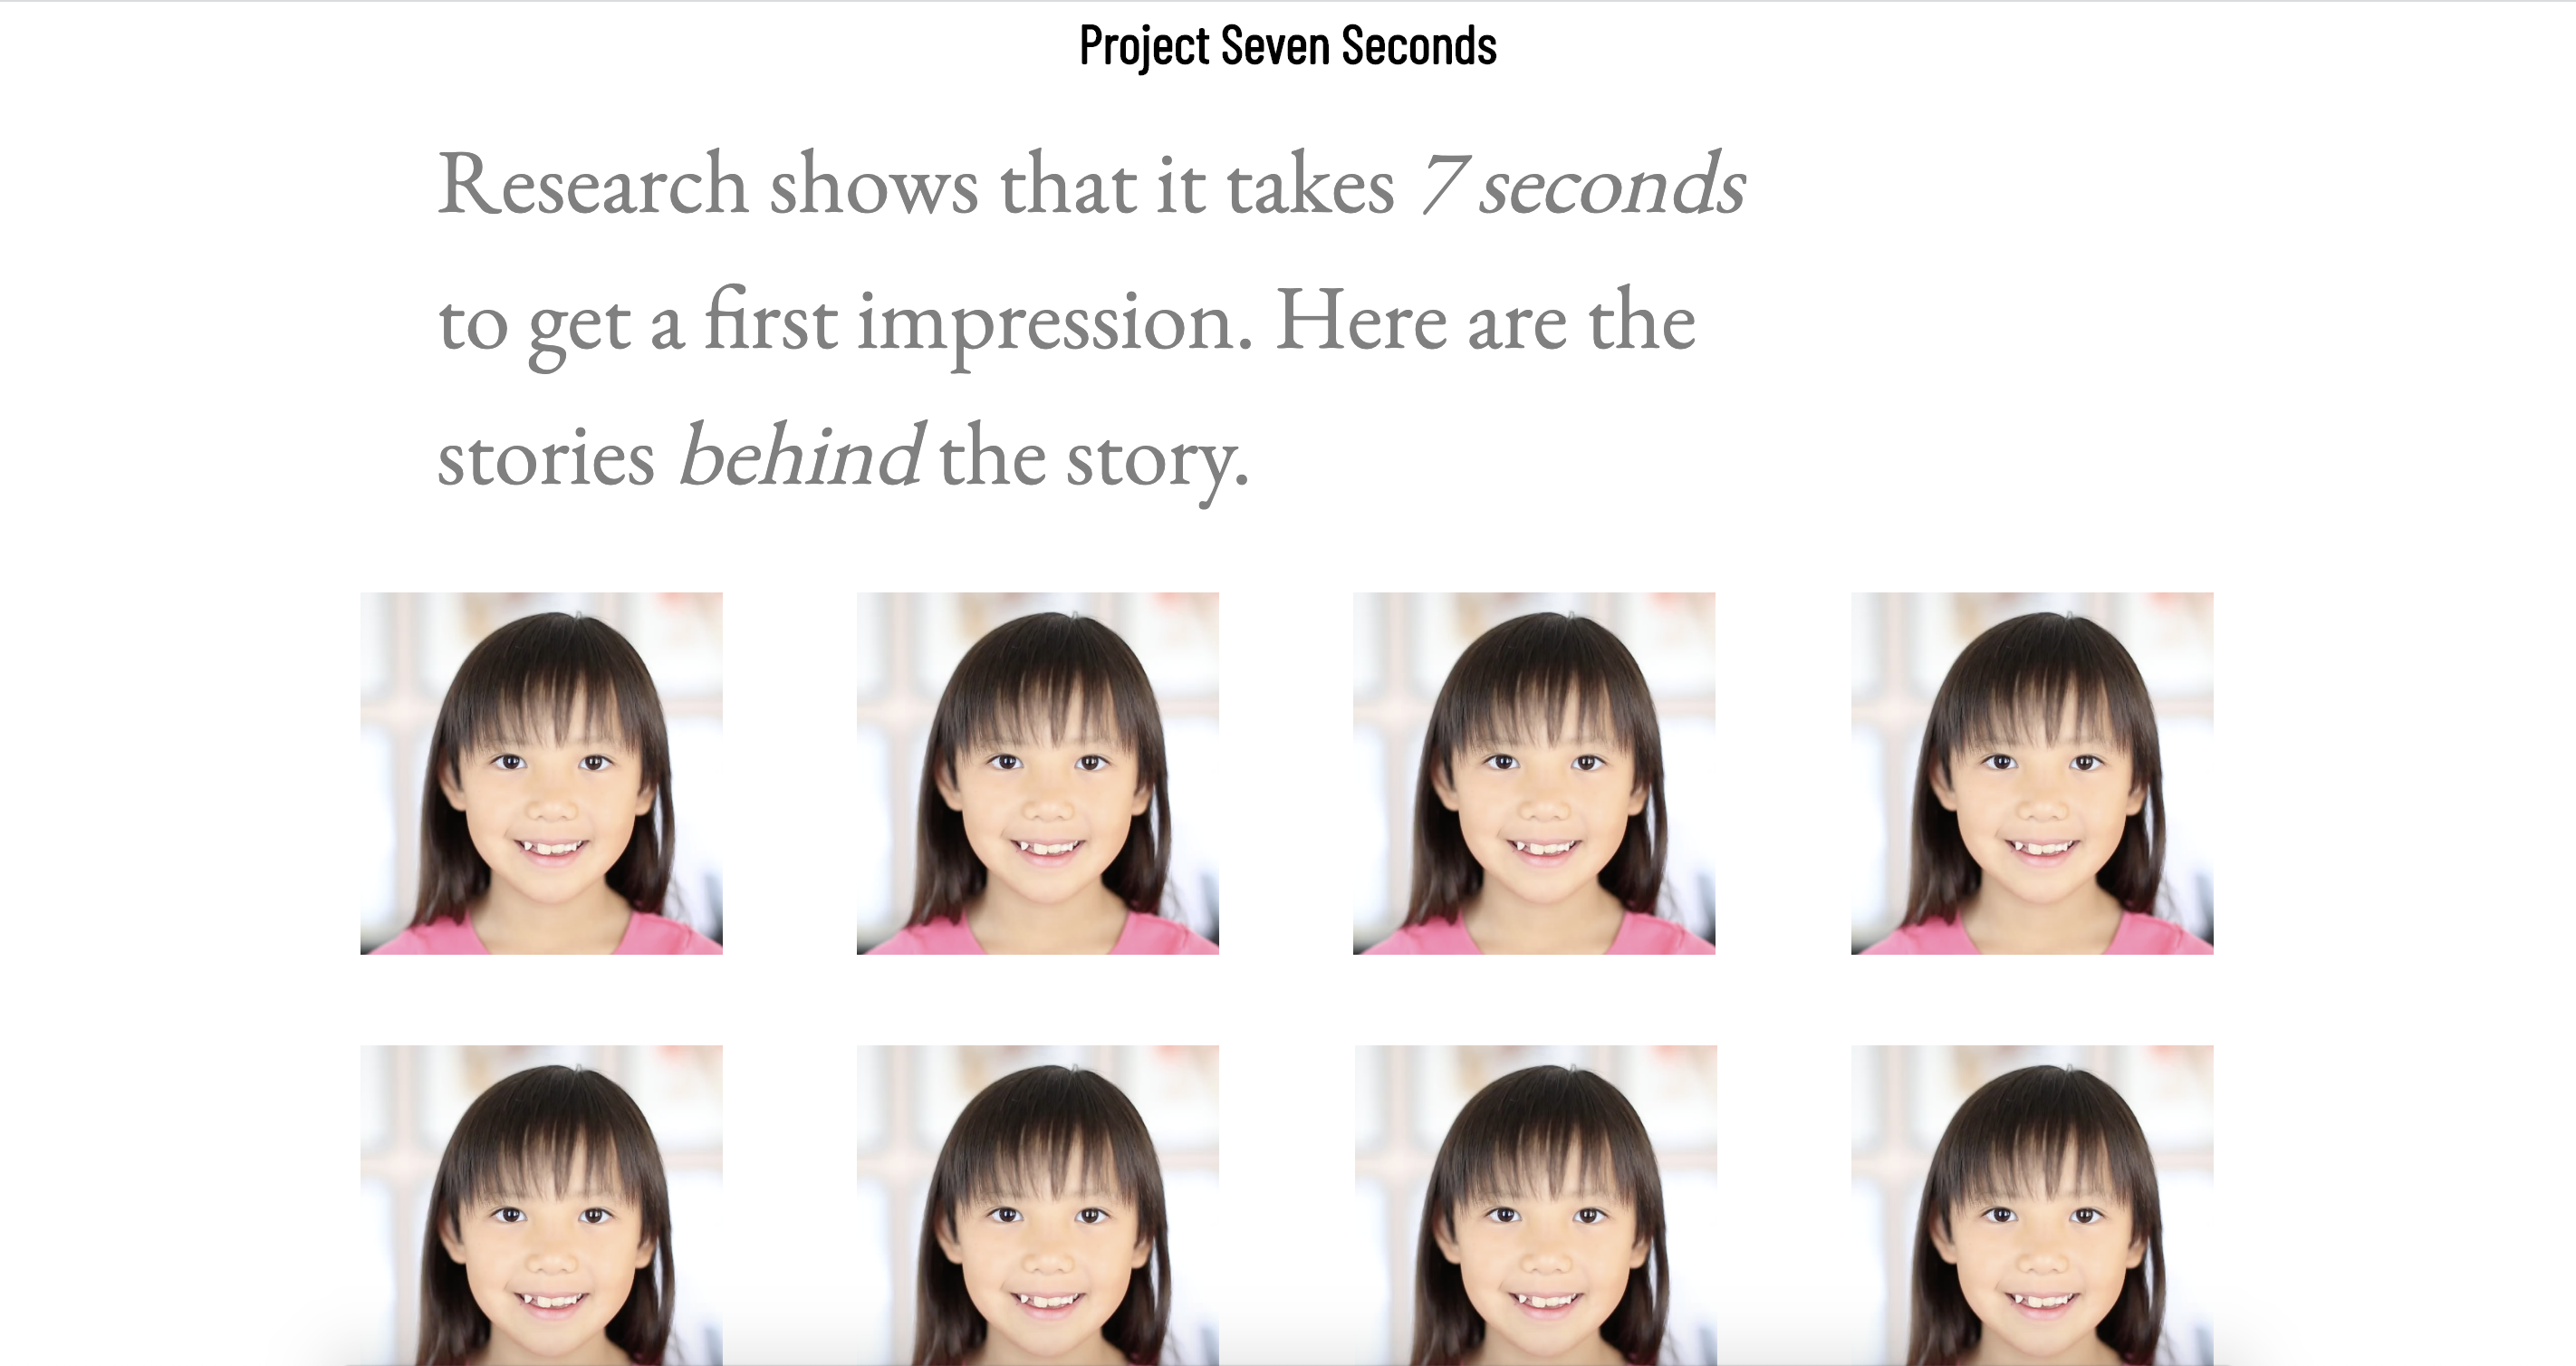 Project Seven Seconds
Research shows that it takes 7 seconds
to get a first impression. Here are the
stories behind the story.